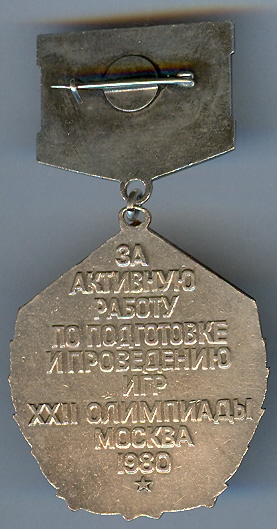 ЗА
АКТИВНУЮ
РАБОТУ
ПО ПОДГОТОВКЕ
И ПРОВЕДЕНИЮ
ИГР
XXII ОЛИМПИАДЫ
МОСКВА
1980